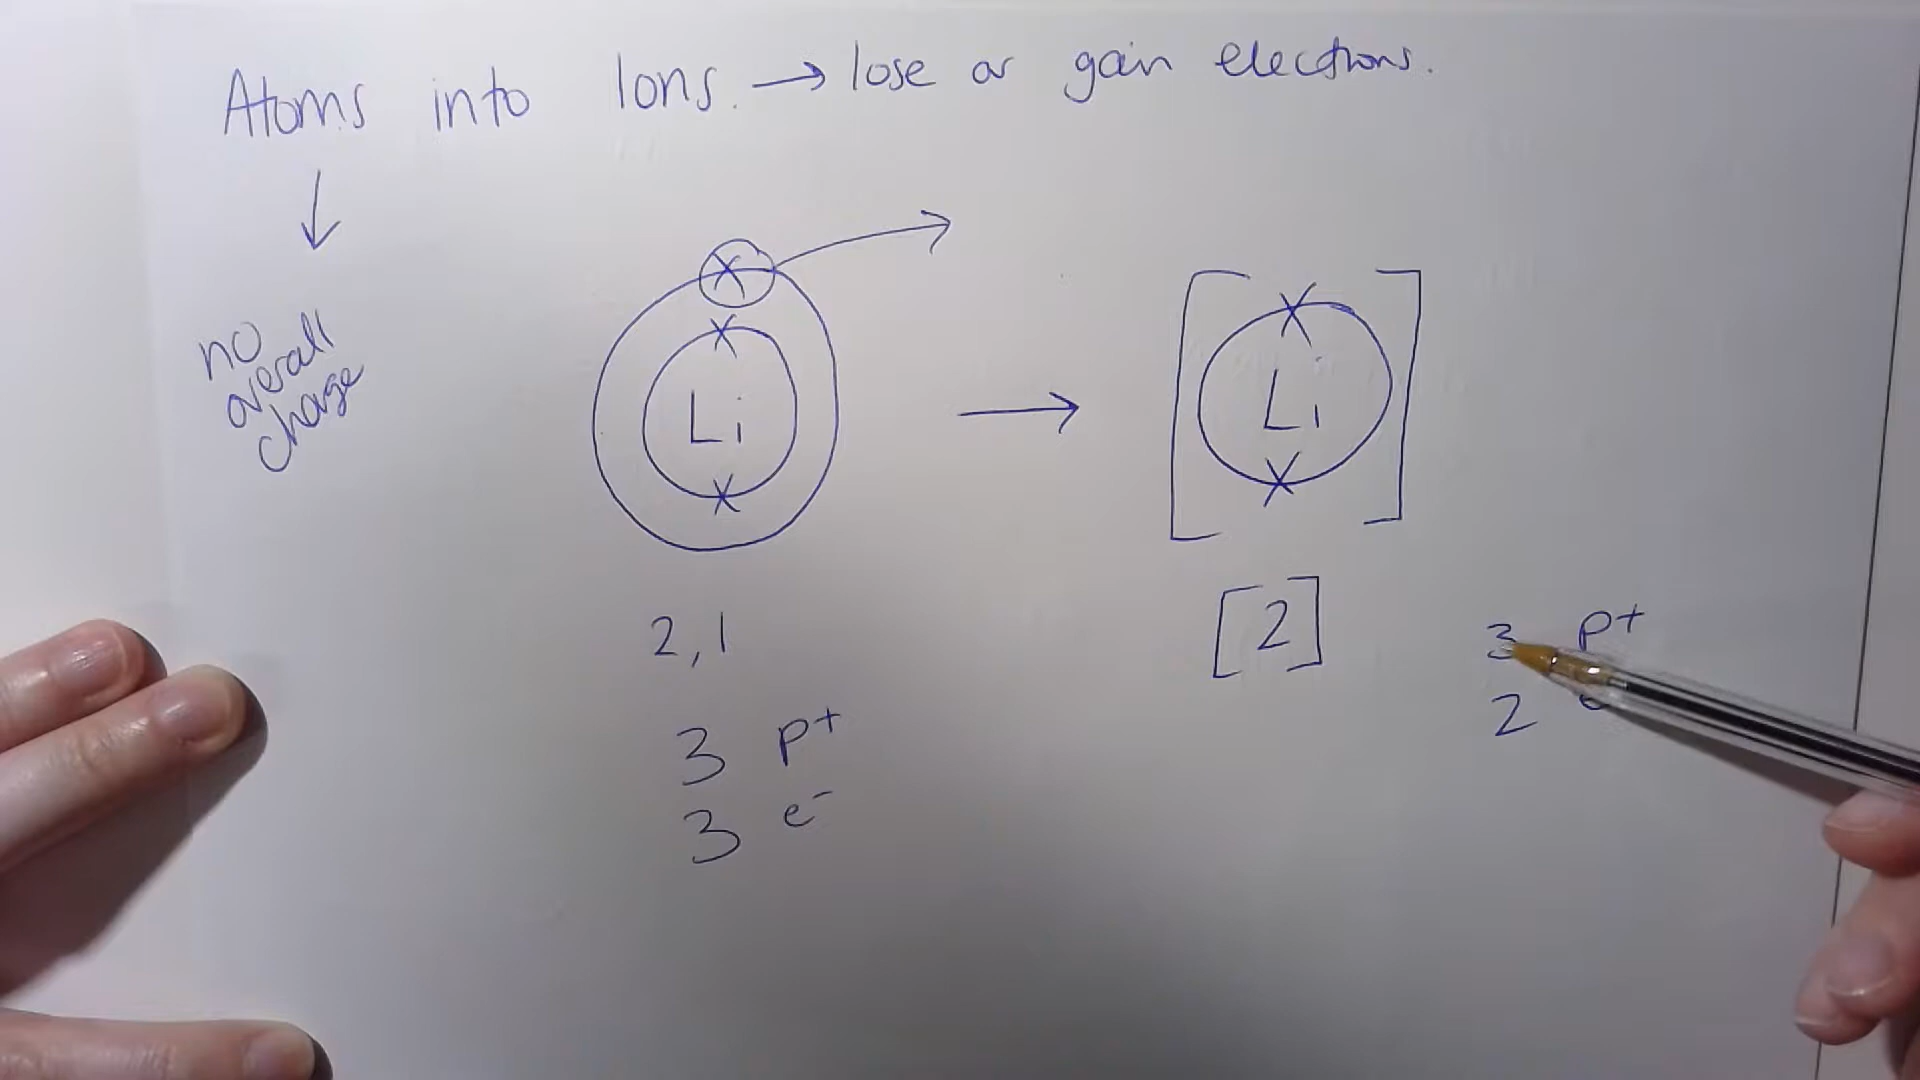 Atoms into Ions. → lose or gain electrons.
↓
no
overall
charge
X
X
Li
X
→
X
Li
X
2,1
[2]
3 p+
3 e-
3 p+
2